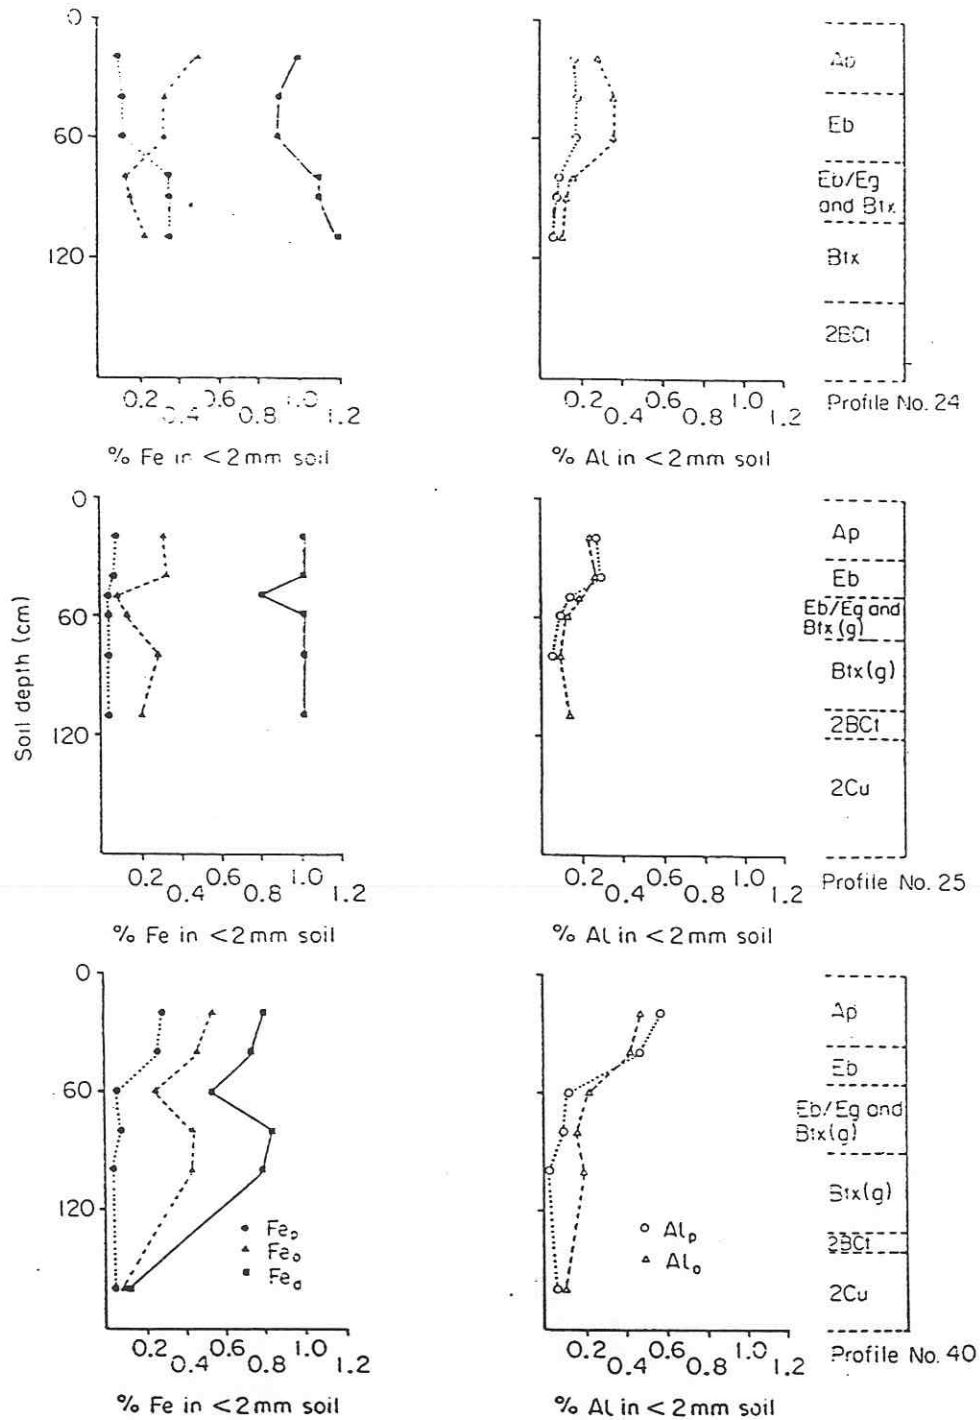 0
60
120
0.2 0.4 0.6 0.8 1.0 1.2
0.2 0.4 0.6 0.8 1.0 1.2
% Fe in <2mm soil
% Al in <2mm soil
Ap
Eb
Eb/Eg
and Btx
Btx
2BCt
Profile No. 24
Soil depth (cm)
0
60
120
0.2 0.4 0.6 0.8 1.0 1.2
0.2 0.4 0.6 0.8 1.0 1.2
% Fe in <2mm soil
% Al in <2mm soil
Ap
Eb
Eb/Eg and
Btx(g)
Btx(g)
2BCt
2Cu
Profile No. 25
0
60
120
Fep
Feo
Fed
Alp
Alo
0.2 0.4 0.6 0.8 1.0 1.2
0.2 0.4 0.6 0.8 1.0 1.2
% Fe in <2mm soil
% Al in <2mm soil
Ap
Eb
Eb/Eg and
Btx(g)
Btx(g)
2BCt
2Cu
Profile No. 40